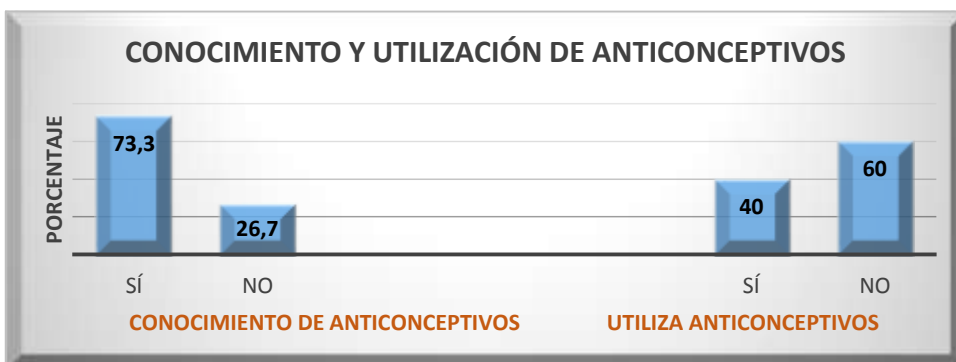 CONOCIMIENTO Y UTILIZACIÓN DE ANTICONCEPTIVOS
PORCENTAJE
73,3
26,7
40
60
SÍ
NO
SÍ
NO
CONOCIMIENTO DE ANTICONCEPTIVOS
UTILIZA ANTICONCEPTIVOS